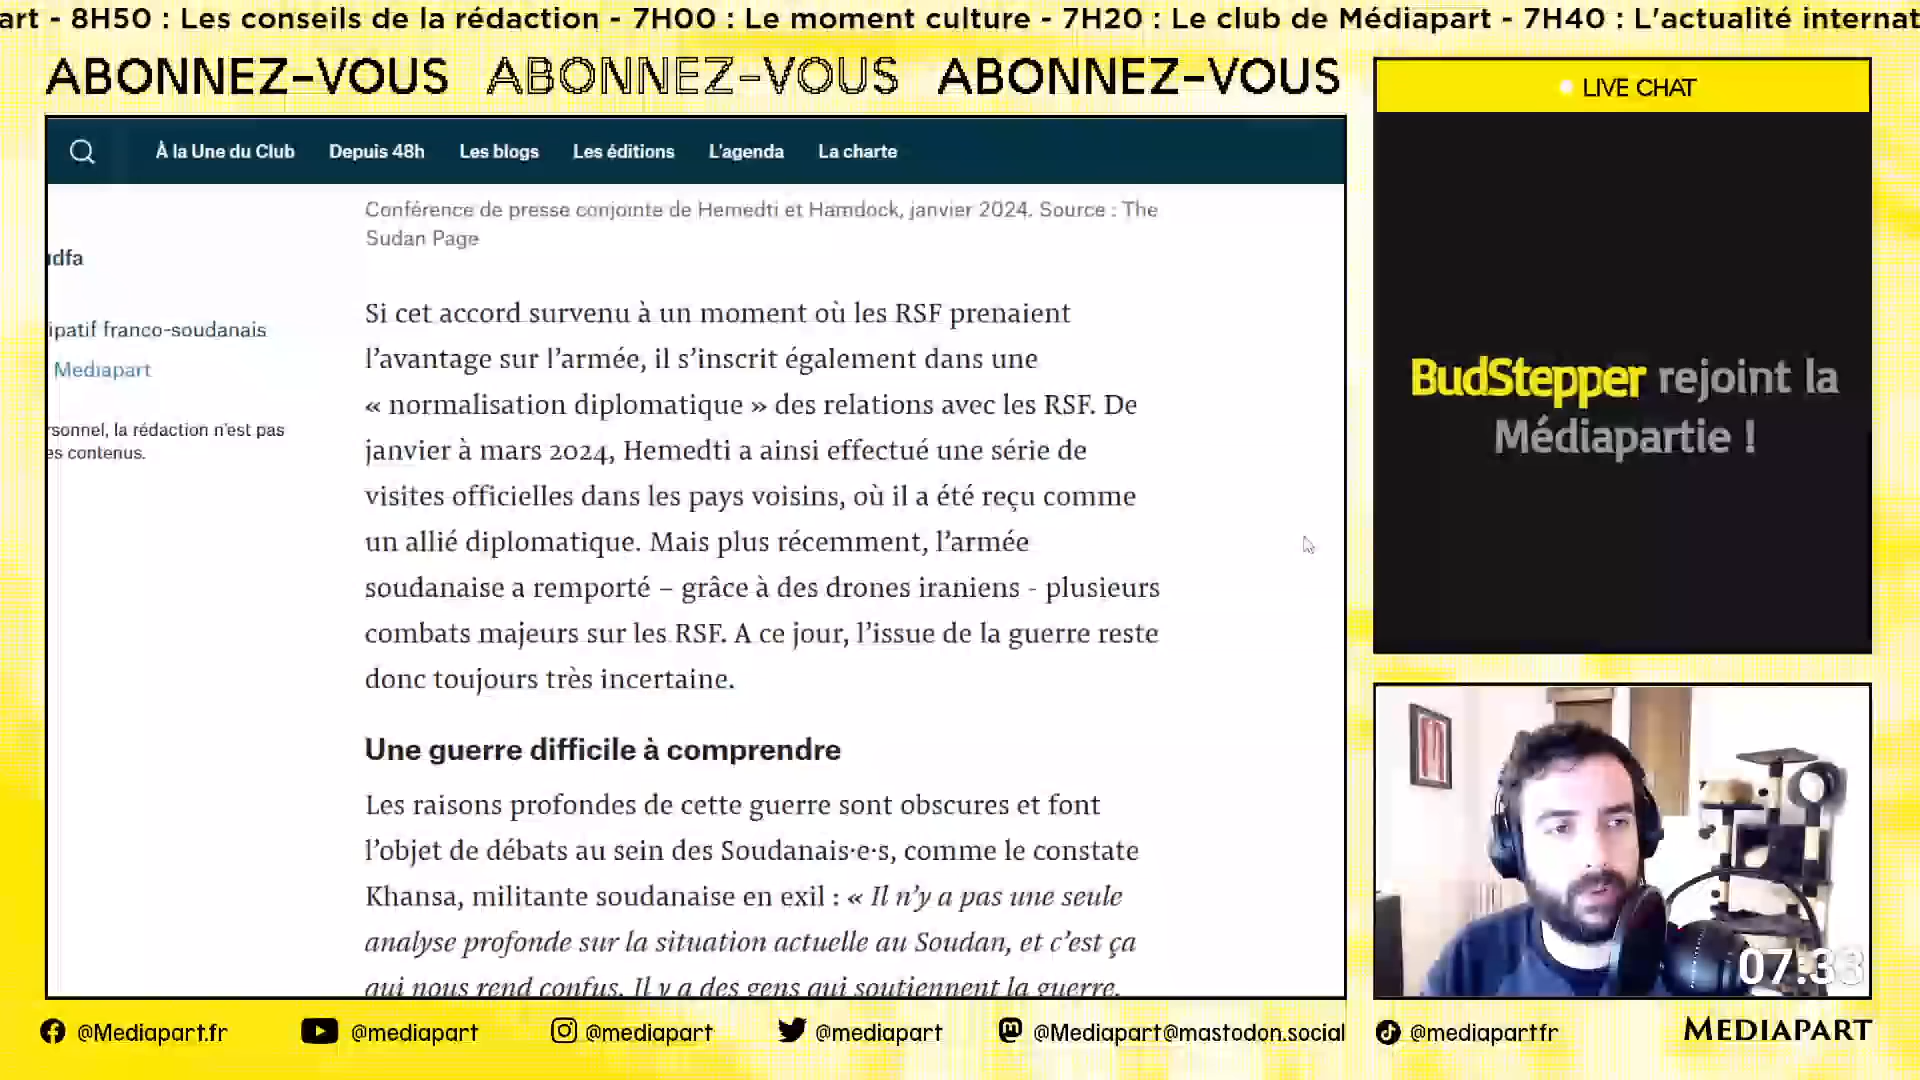 art - 8H50 : Les conseils de la rédaction - 7H00 : Le moment culture - 7H20 : Le club de Médiapart - 7H40 : L'actualité internat
ABONNEZ-VOUS ABONNEZ-VOUS ABONNEZ-VOUS
LIVE CHAT
À la Une du Club Depuis 48h Les blogs Les éditions L'agenda La charte
Conférence de presse conjointe de Hemedti et Hamdock, janvier 2024. Source : The
Sudan Page
udfa
ipatif franco-soudanais
Mediapart
rsonnel, la rédaction n'est pas
es contenus.
Si cet accord survenu à un moment où les RSF prenaient
l'avantage sur l'armée, il s'inscrit également dans une
« normalisation diplomatique » des relations avec les RSF. De
janvier à mars 2024, Hemedti a ainsi effectué une série de
visites officielles dans les pays voisins, où il a été reçu comme
un allié diplomatique. Mais plus récemment, l'armée
soudanaise a remporté – grâce à des drones iraniens - plusieurs
combats majeurs sur les RSF. A ce jour, l'issue de la guerre reste
donc toujours très incertaine.
Une guerre difficile à comprendre
Les raisons profondes de cette guerre sont obscures et font
l'objet de débats au sein des Soudanais·e·s, comme le constate
Khansa, militante soudanaise en exil : « Il n'y a pas une seule
analyse profonde sur la situation actuelle au Soudan, et c'est ça
qui nous rend confus. Il y a des gens qui soutiennent la guerre,
BudStepper rejoint la
Médiapartie !
07:33
@Mediapart.fr @mediapart @mediapart @mediapart @Mediapart@mastodon.social @mediapartfr MEDIAPART